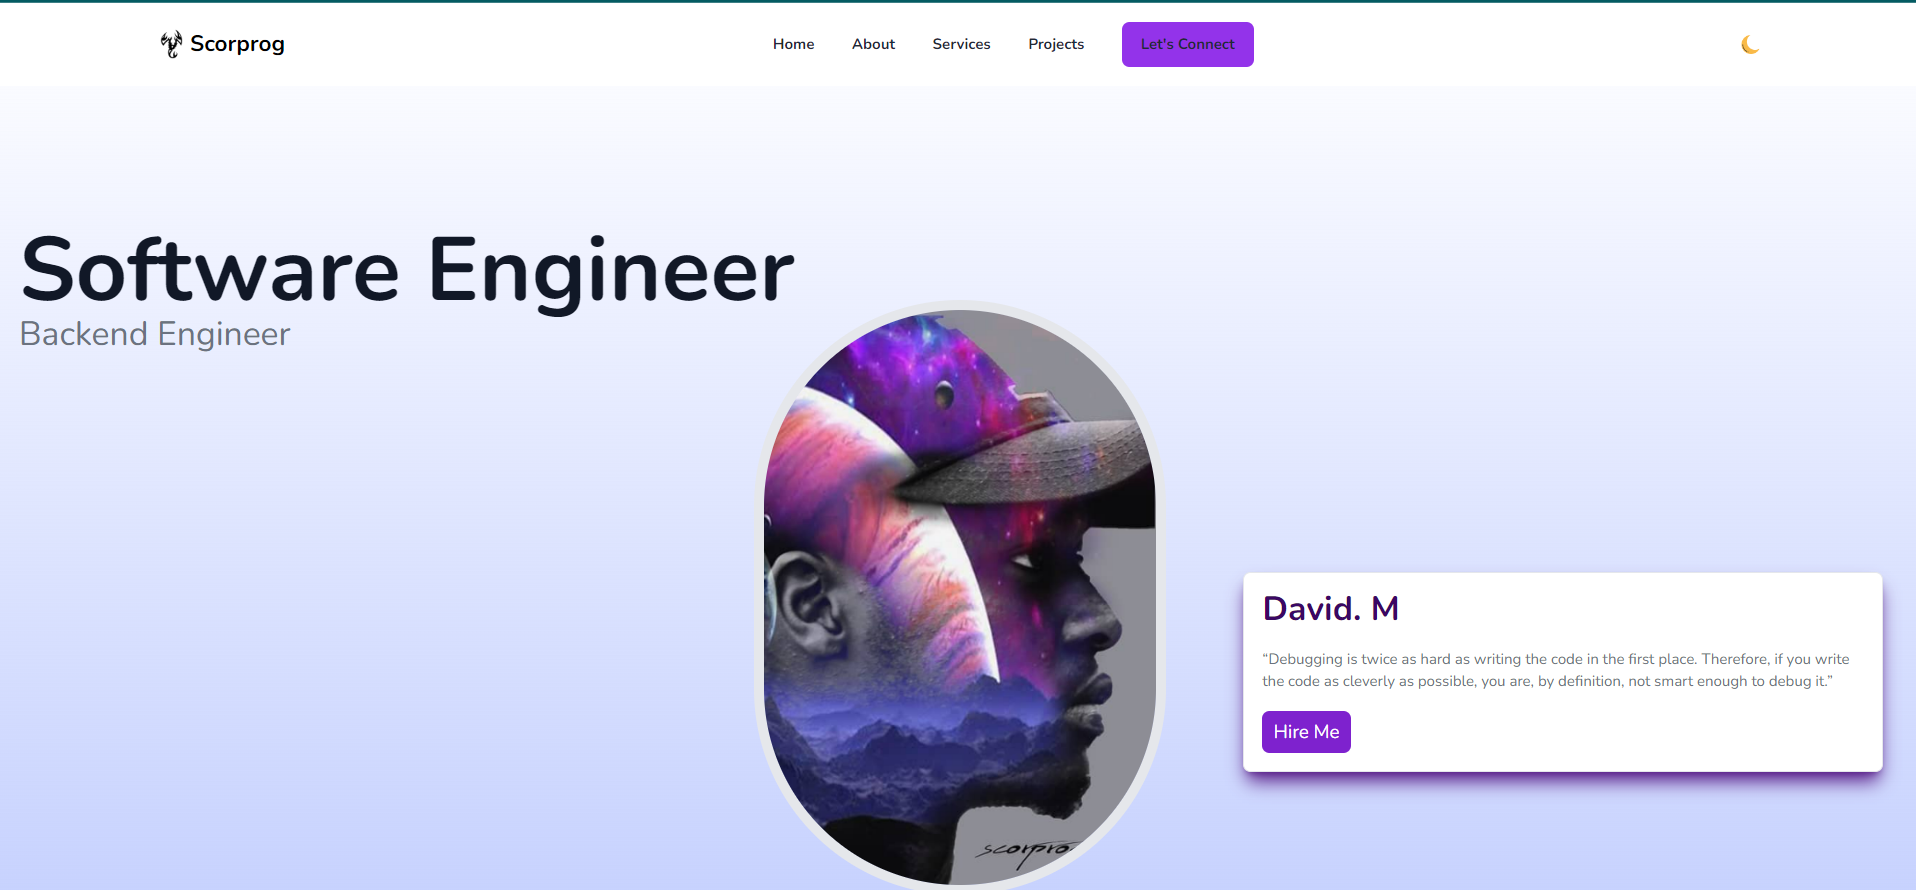 Scorprog
Home About Services Projects Let's Connect
Software Engineer
Backend Engineer
David. M
“Debugging is twice as hard as writing the code in the first place. Therefore, if you write
the code as cleverly as possible, you are, by definition, not smart enough to debug it.”
Hire Me
scorpro